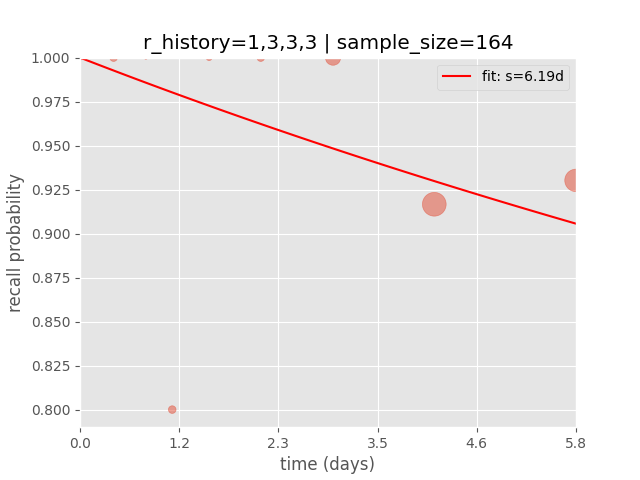 r_history=1,3,3,3 | sample_size=164
fit: s=6.19d
1.000
0.975
0.950
0.925
0.900
0.875
0.850
0.825
0.800
recall probability
0.0 1.2 2.3 3.5 4.6 5.8
time (days)